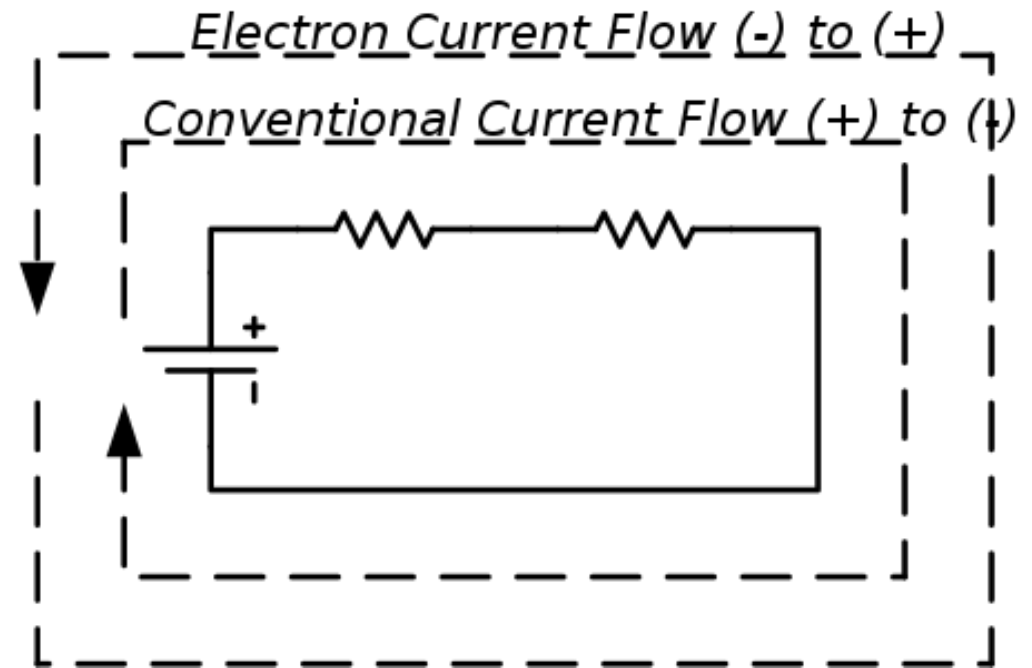 Electron Current Flow (-) to (+)
Conventional Current Flow (+) to (-)
+
-